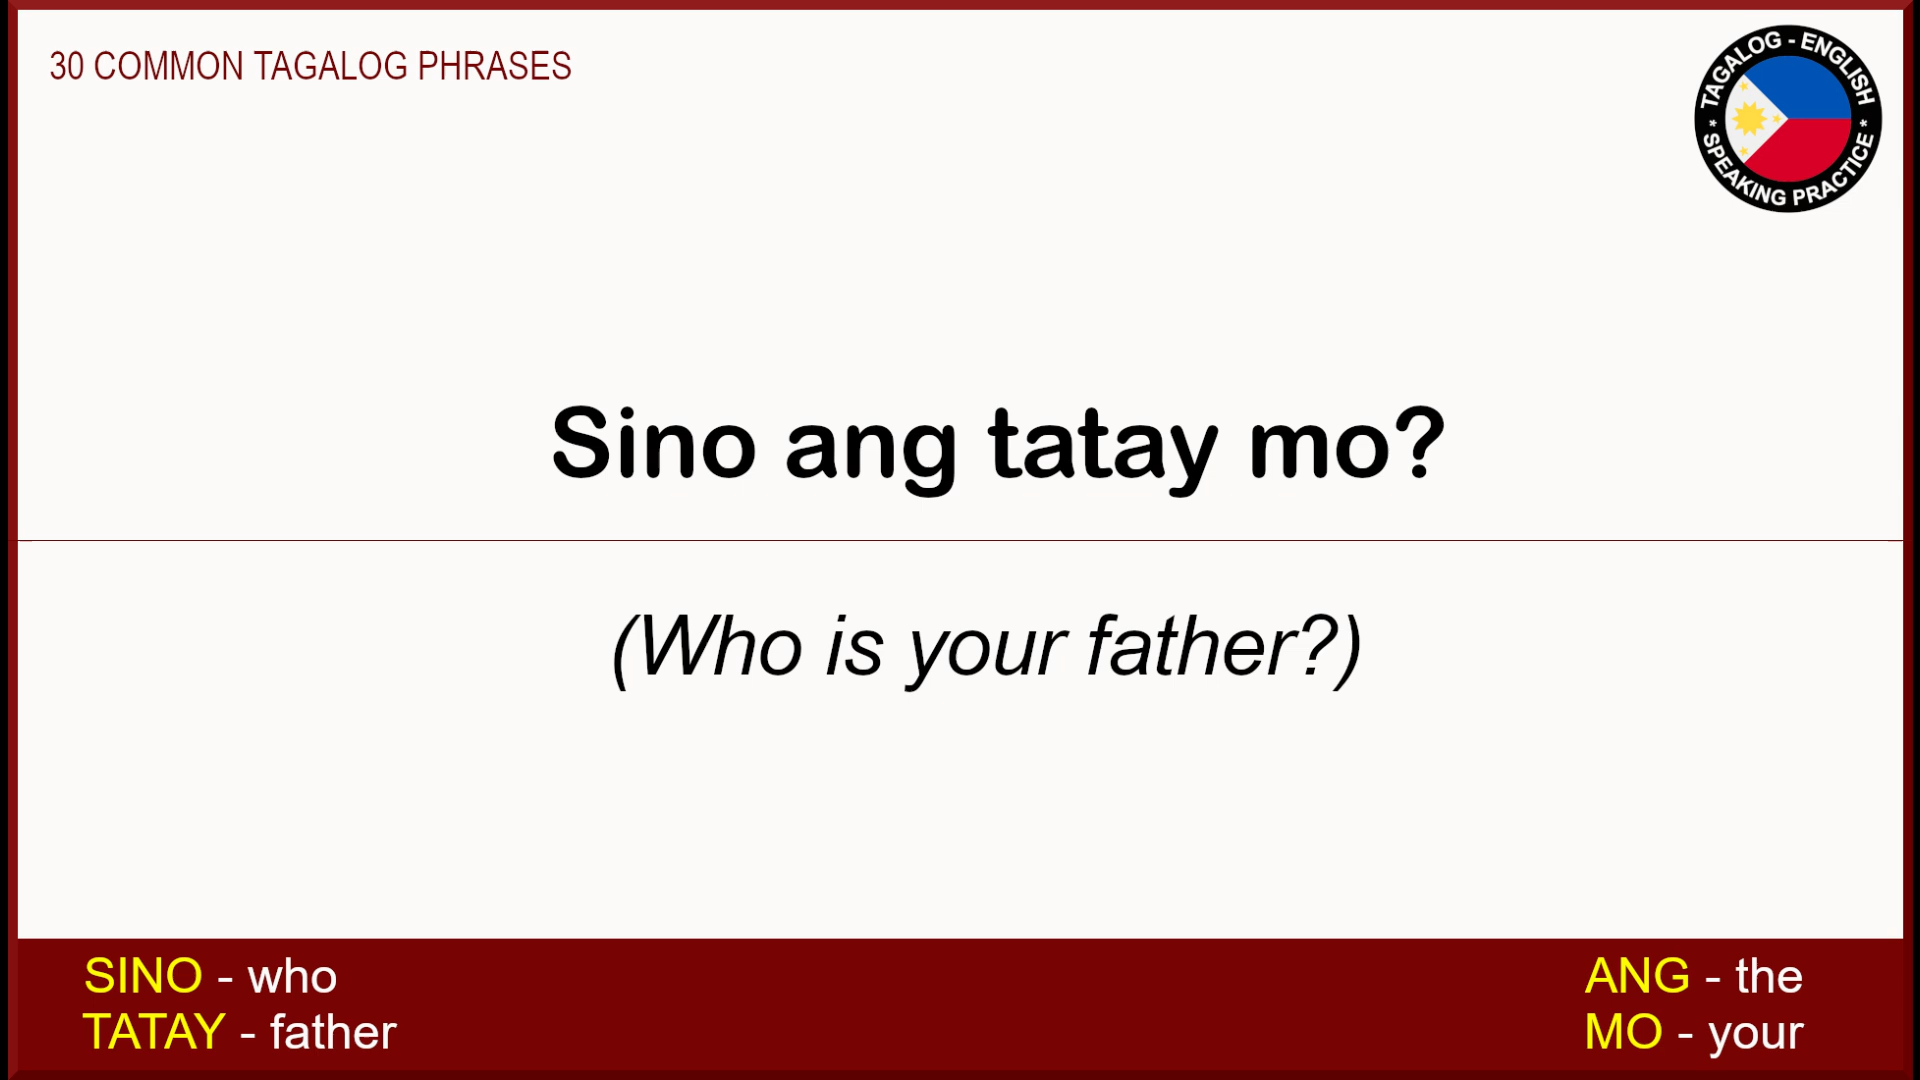 30 COMMON TAGALOG PHRASES
TAGALOG - ENGLISH
* SPEAKING PRACTICE *
Sino ang tatay mo?
(Who is your father?)
SINO - who
TATAY - father
ANG - the
MO - your